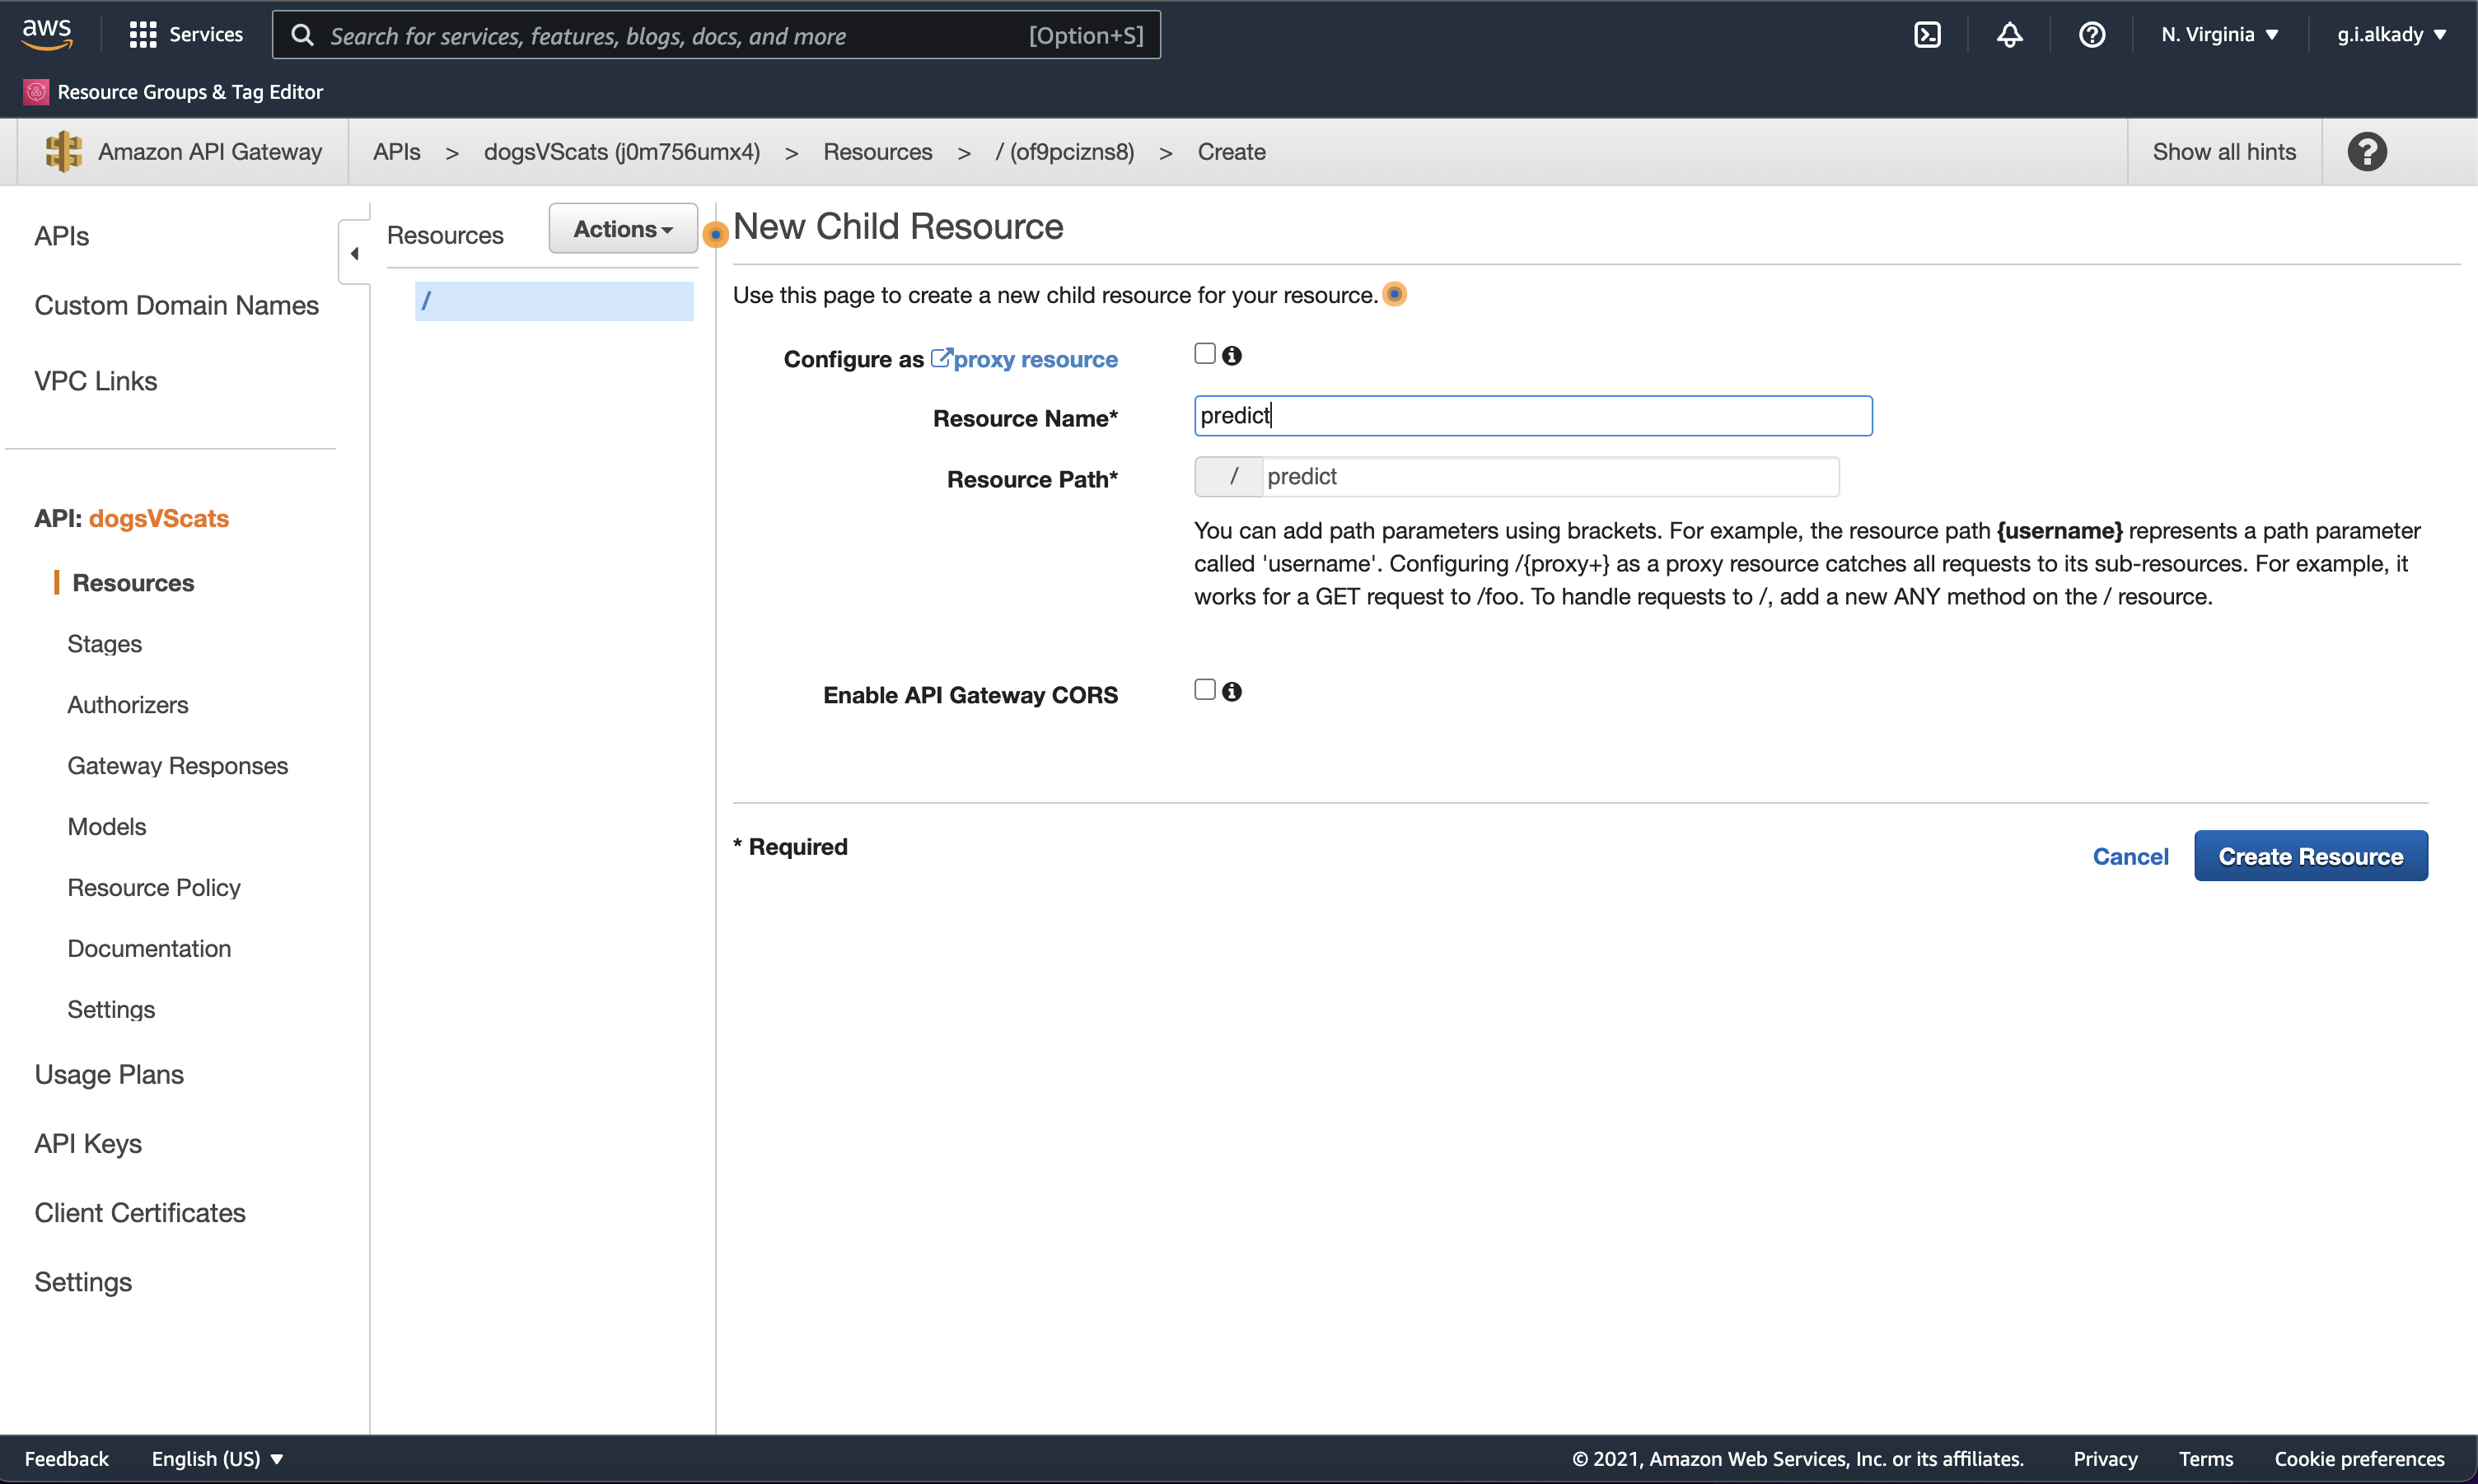 aws
Services
Search for services, features, blogs, docs, and more
[Option+S]
N. Virginia ▼
g.i.alkady ▼
Resource Groups & Tag Editor
Amazon API Gateway
APIs > dogsVScats (j0m756umx4) > Resources > / (of9pcizns8) > Create
Show all hints
APIs
Custom Domain Names
VPC Links
API: dogsVScats
Resources
Stages
Authorizers
Gateway Responses
Models
Resource Policy
Documentation
Settings
Usage Plans
API Keys
Client Certificates
Settings
Resources
Actions
/
New Child Resource
Use this page to create a new child resource for your resource.
Configure as proxy resource
Resource Name*
predict
Resource Path*
/ predict
You can add path parameters using brackets. For example, the resource path {username} represents a path parameter
called 'username'. Configuring /{proxy+} as a proxy resource catches all requests to its sub-resources. For example, it
works for a GET request to /foo. To handle requests to /, add a new ANY method on the / resource.
Enable API Gateway CORS
* Required
Cancel
Create Resource
Feedback
English (US) ▼
© 2021, Amazon Web Services, Inc. or its affiliates.
Privacy
Terms
Cookie preferences